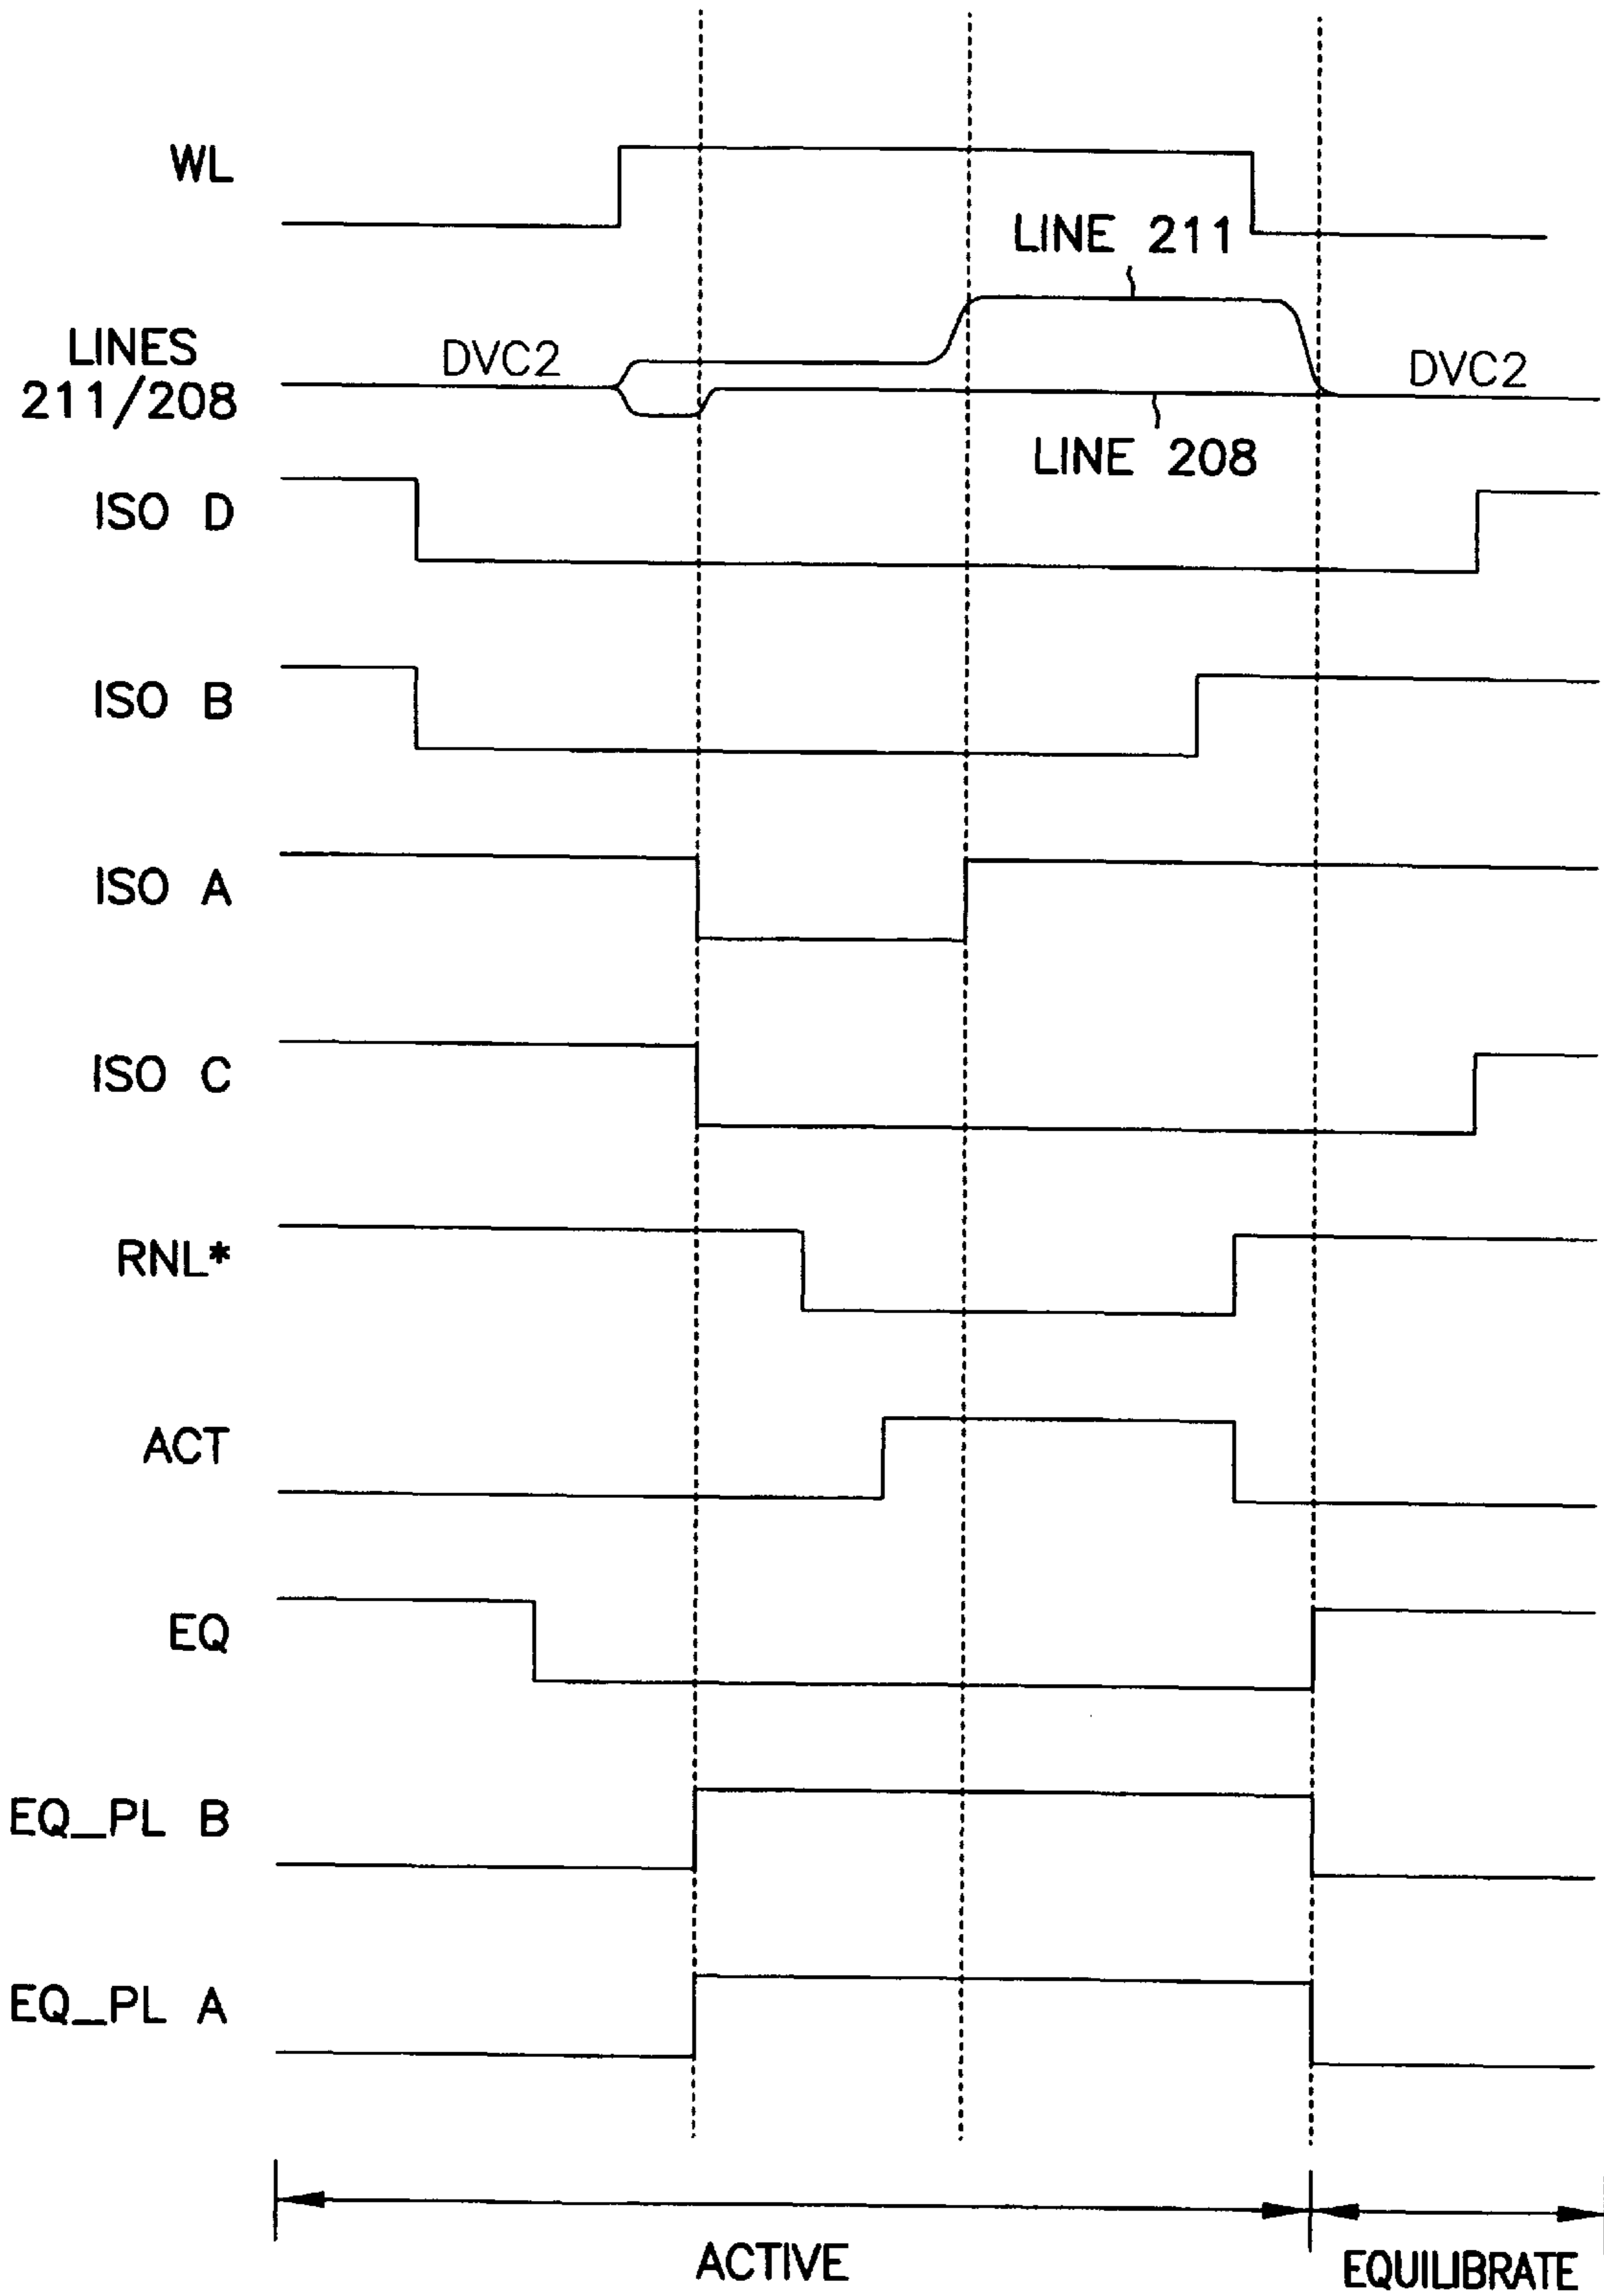 WL
LINE 211
LINES
211/208
DVC2
DVC2
LINE 208
ISO D
ISO B
ISO A
ISO C
RNL*
ACT
EQ
EQ_PL B
EQ_PL A
ACTIVE
EQUILIBRATE